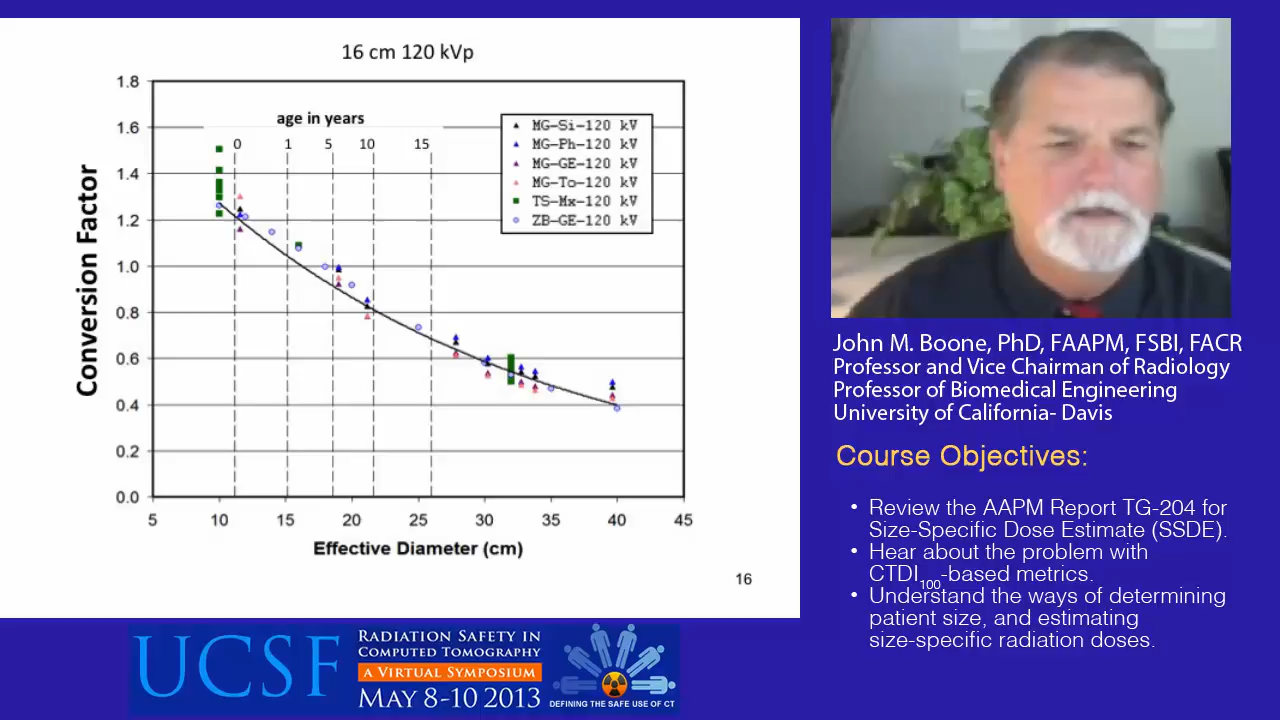 16 cm 120 kVp
1.8
1.6
1.4
1.2
1.0
0.8
0.6
0.4
0.2
0.0
Conversion Factor
age in years
0 1 5 10 15
MG-Si-120 kV
MG-Ph-120 kV
MG-GE-120 kV
MG-To-120 kV
TS-Mx-120 kV
ZB-GE-120 kV
5 10 15 20 25 30 35 40 45
Effective Diameter (cm)
16
John M. Boone, PhD, FAAPM, FSBI, FACR
Professor and Vice Chairman of Radiology
Professor of Biomedical Engineering
University of California- Davis
Course Objectives:
• Review the AAPM Report TG-204 for
Size-Specific Dose Estimate (SSDE).
• Hear about the problem with
CTDI100-based metrics.
• Understand the ways of determining
patient size, and estimating
size-specific radiation doses.
UCSF
RADIATION SAFETY IN
COMPUTED TOMOGRAPHY
A VIRTUAL SYMPOSIUM
MAY 8-10 2013
DEFINING THE SAFE USE OF CT